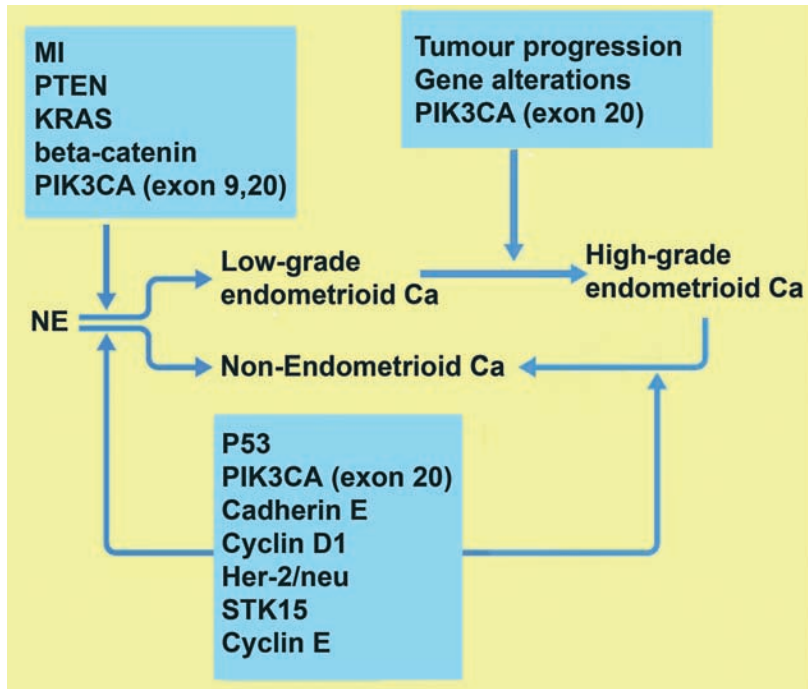 MI
PTEN
KRAS
beta-catenin
PIK3CA (exon 9,20)
Tumour progression
Gene alterations
PIK3CA (exon 20)
Low-grade
endometrioid Ca
High-grade
endometrioid Ca
NE
Non-Endometrioid Ca
P53
PIK3CA (exon 20)
Cadherin E
Cyclin D1
Her-2/neu
STK15
Cyclin E